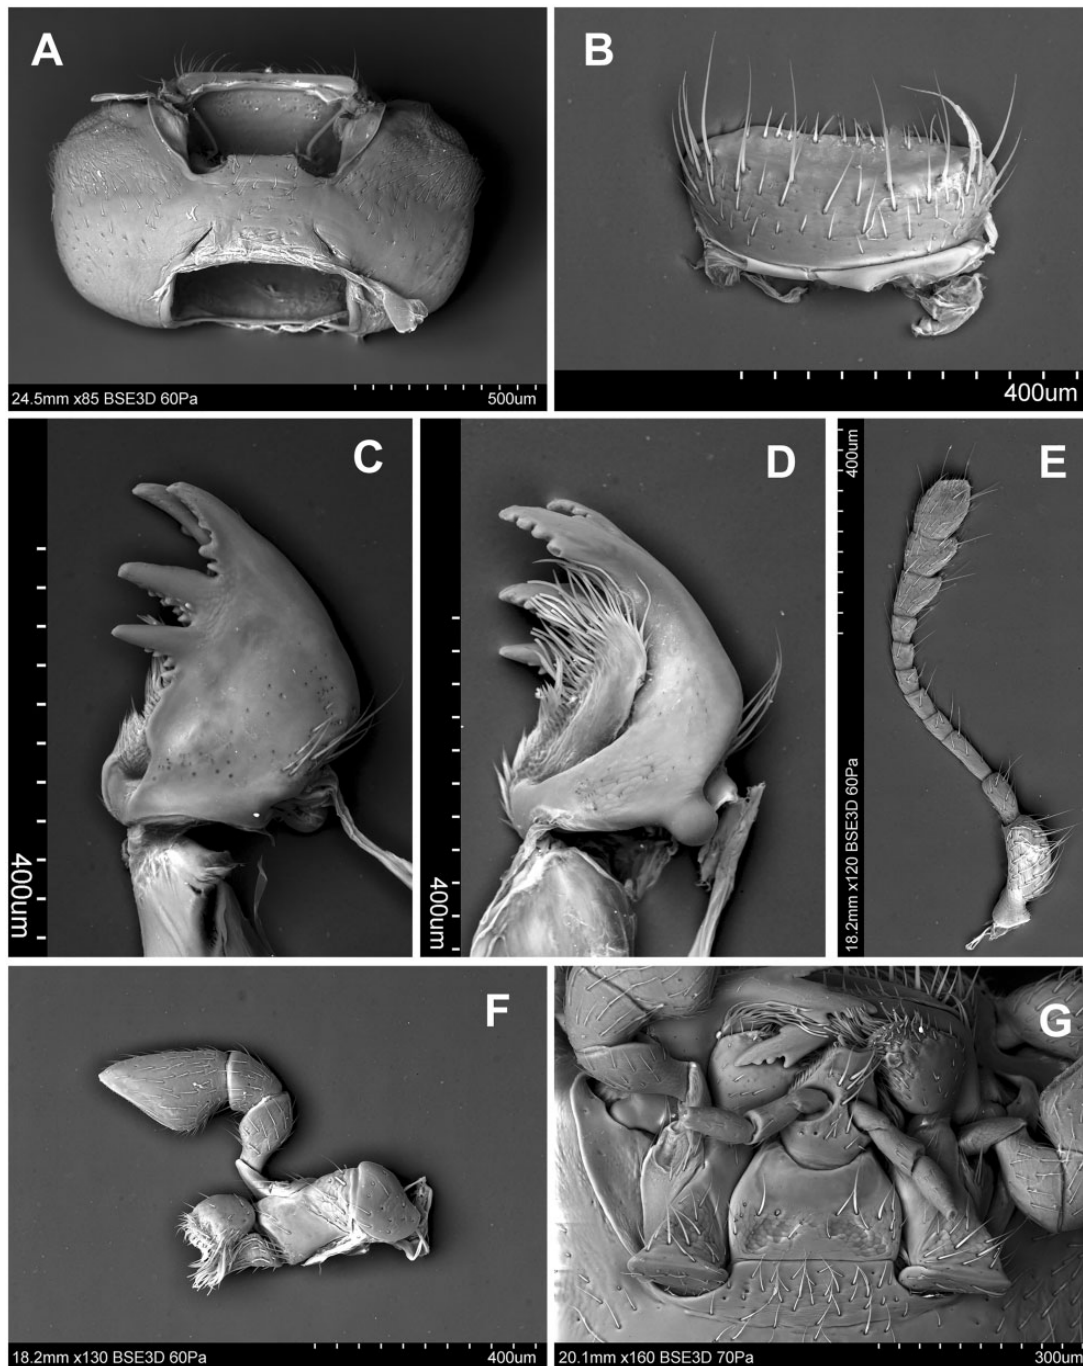 A
B
24.5mm x85 BSE3D 60Pa 500um
400um
C
D
E
400um
400um
400um
18.2mm x120 BSE3D 60Pa
F
G
18.2mm x130 BSE3D 60Pa 400um
20.1mm x160 BSE3D 70Pa 300um